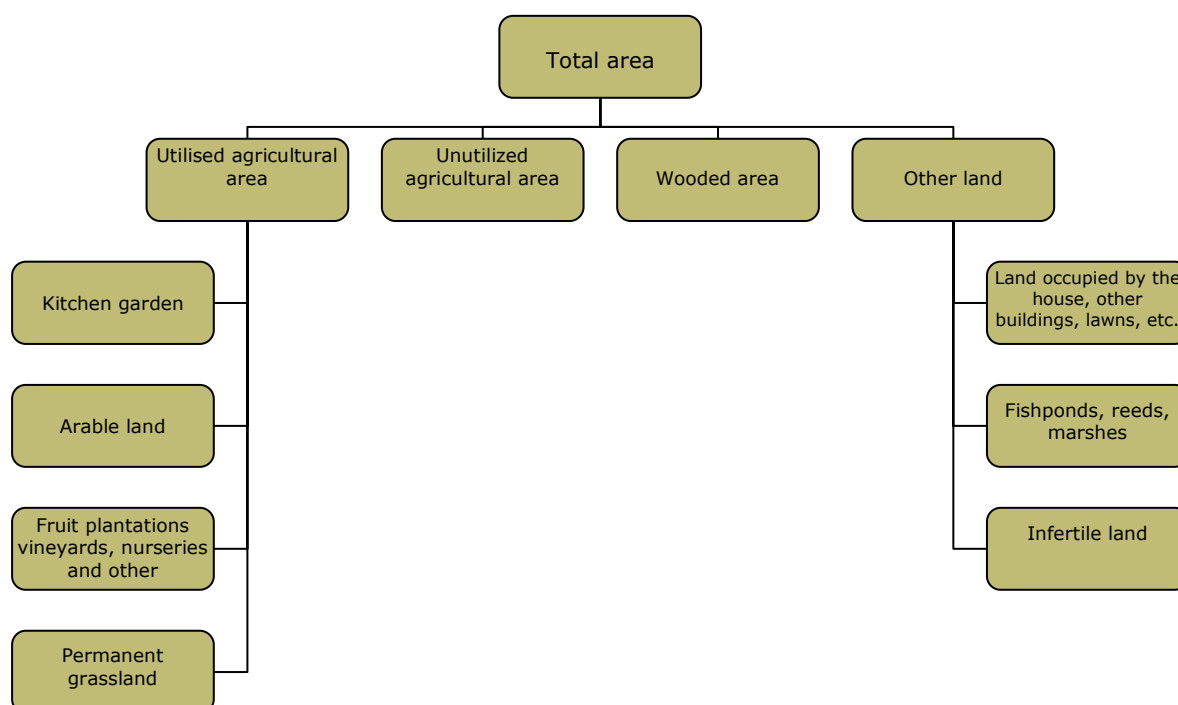 Total area
Utilised agricultural
area
Unutilized
agricultural area
Wooded area
Other land
Kitchen garden
Arable land
Fruit plantations
vineyards, nurseries
and other
Permanent
grassland
Land occupied by the
house, other
buildings, lawns, etc.
Fishponds, reeds,
marshes
Infertile land